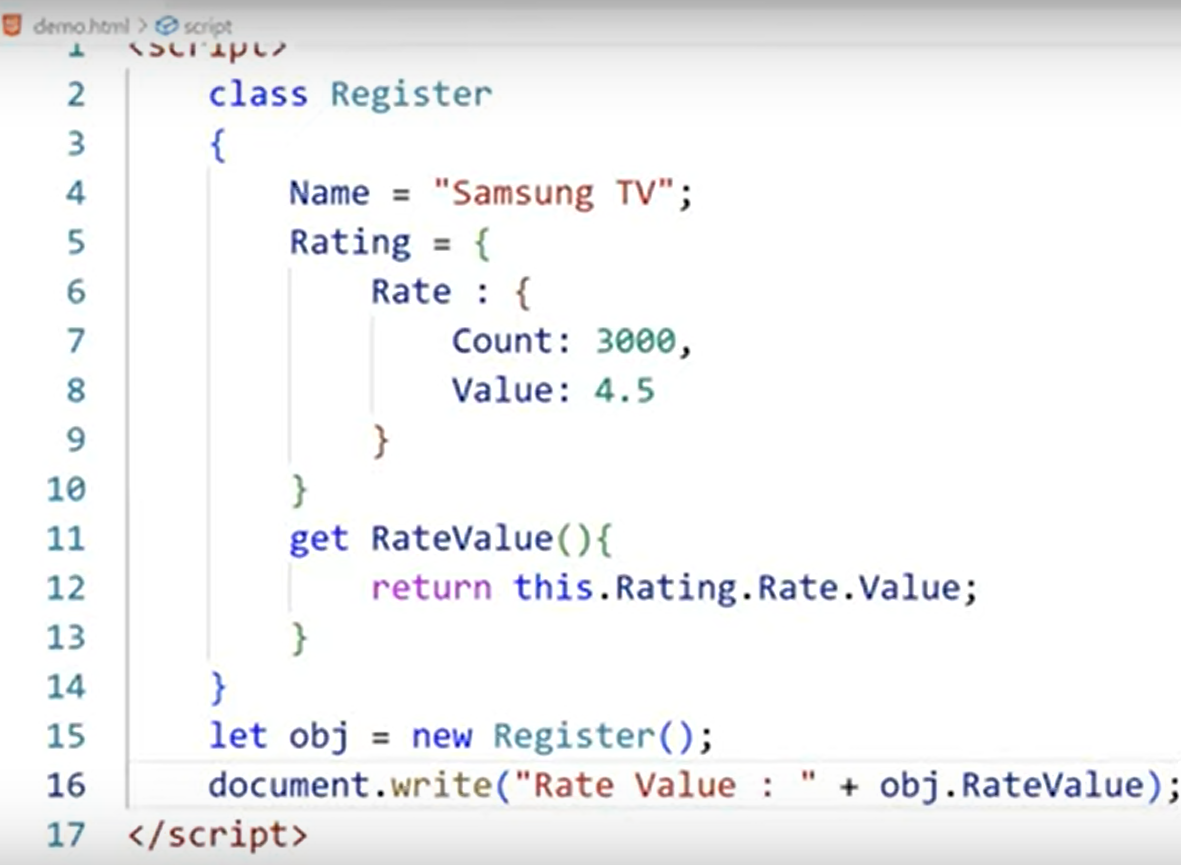 demo.html > script
1 <script>
2 class Register
3 {
4 Name = "Samsung TV";
5 Rating = {
6 Rate : {
7 Count: 3000,
8 Value: 4.5
9 }
10 }
11 get RateValue(){
12 return this.Rating.Rate.Value;
13 }
14 }
15 let obj = new Register();
16 document.write("Rate Value : " + obj.RateValue);
17 </script>